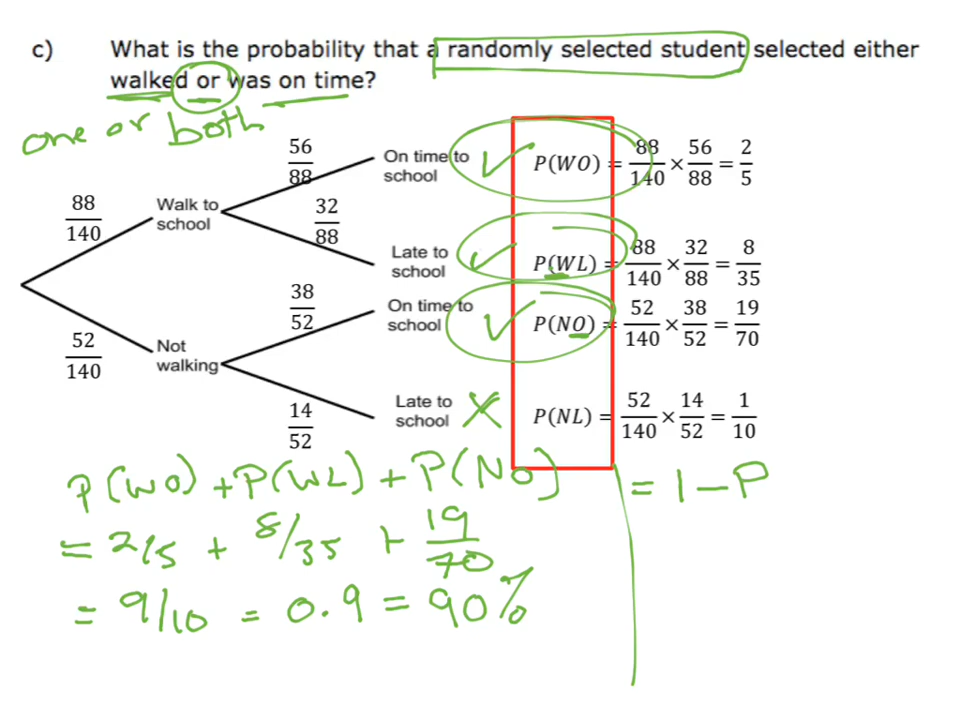 c) What is the probability that a randomly selected student selected either
walked or was on time?
one or both
56/88
On time to
school
P(WO) = 88/140 × 56/88 = 2/5
88/140
Walk to
school
32/88
Late to
school
P(WL) = 88/140 × 32/88 = 8/35
38/52
On time to
school
P(NO) = 52/140 × 38/52 = 19/70
52/140
Not
walking
14/52
Late to
school
P(NL) = 52/140 × 14/52 = 1/10
P(WO) + P(WL) + P(NO)
= 1 - P
= 2/5 + 8/35 + 19/70
= 9/10 = 0.9 = 90%